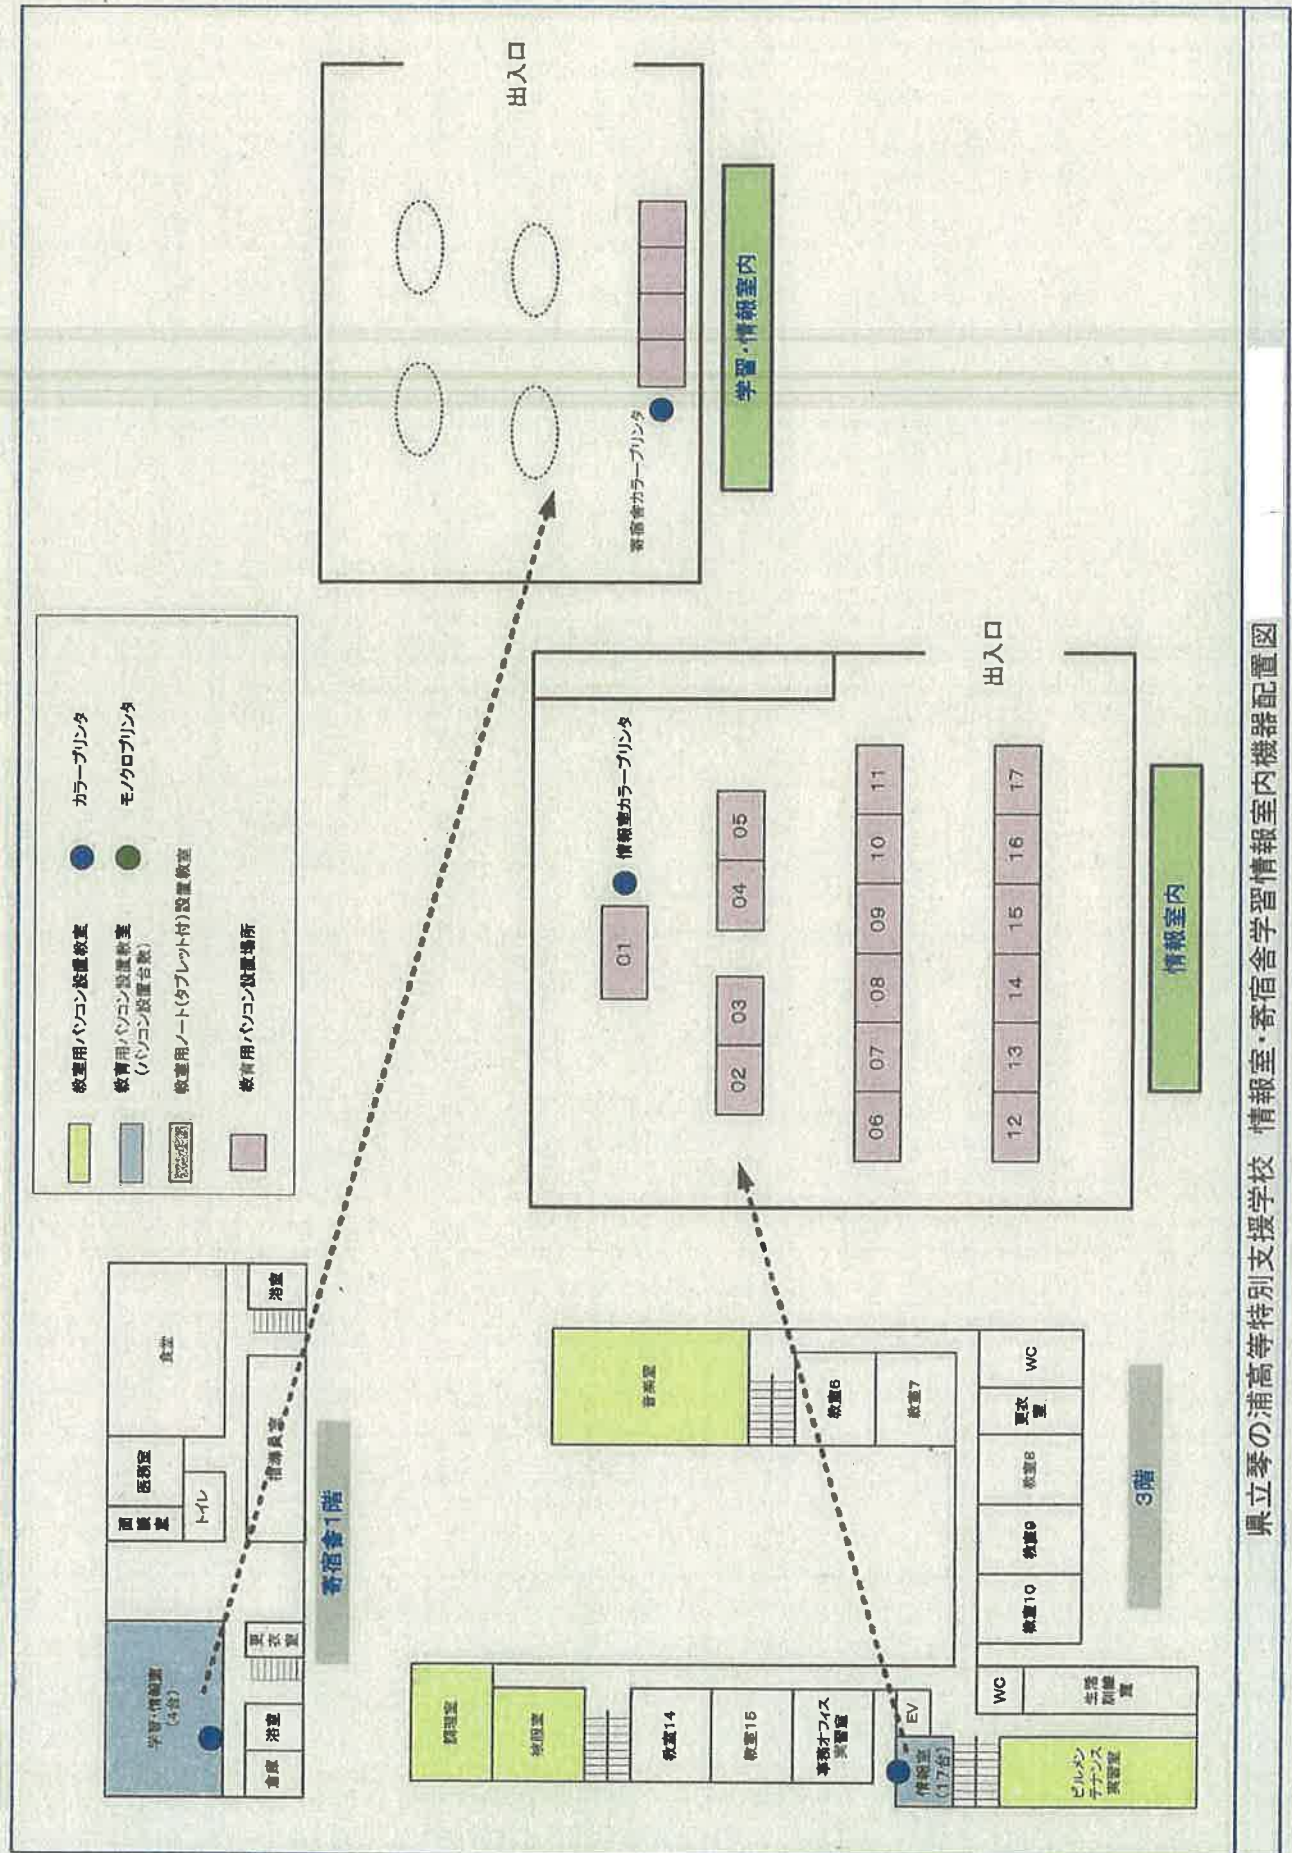 寄宿舎1階
学習・情報室
(4台)
倉庫
浴室
更衣室
面談室
医務室
トイレ
指導員室
食堂
浴室
教室用パソコン設置教室
教育用パソコン設置教室
(パソコン設置台数)
教室用ノート(タブレット付)設置教室
教育用パソコン設置場所
カラープリンタ
モノクロプリンタ
出入口
寄宿舎カラープリンタ
学習・情報室内
調理室
被服室
教室14
教室15
事務オフィス
実習室
EV
情報室
(17台)
ビルメン
テナンス
実習室
WC
生活
訓練
室
音楽室
教室6
教室7
教室10
教室9
教室8
更衣
室
WC
3階
01
情報室カラープリンタ
02 03 04 05
06 07 08 09 10 11
12 13 14 15 16 17
出入口
情報室内
県立琴の浦高等特別支援学校 情報室・寄宿舎学習情報室内機器配置図